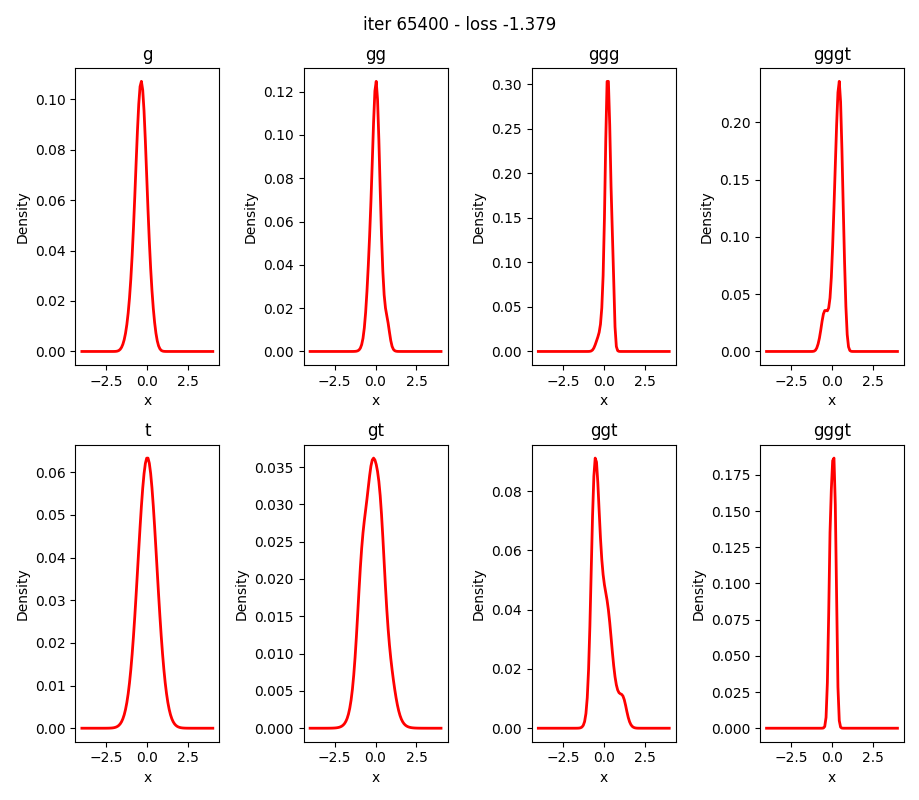 iter 65400 - loss -1.379
g gg ggg gggt
0.10 0.08 0.06 0.04 0.02 0.00
Density
−2.5 0.0 2.5
x
0.12 0.10 0.08 0.06 0.04 0.02 0.00
Density
−2.5 0.0 2.5
x
0.30 0.25 0.20 0.15 0.10 0.05 0.00
Density
−2.5 0.0 2.5
x
0.20 0.15 0.10 0.05 0.00
Density
−2.5 0.0 2.5
x
t gt ggt gggt
0.06 0.05 0.04 0.03 0.02 0.01 0.00
Density
−2.5 0.0 2.5
x
0.035 0.030 0.025 0.020 0.015 0.010 0.005 0.000
Density
−2.5 0.0 2.5
x
0.08 0.06 0.04 0.02 0.00
Density
−2.5 0.0 2.5
x
0.175 0.150 0.125 0.100 0.075 0.050 0.025 0.000
Density
−2.5 0.0 2.5
x